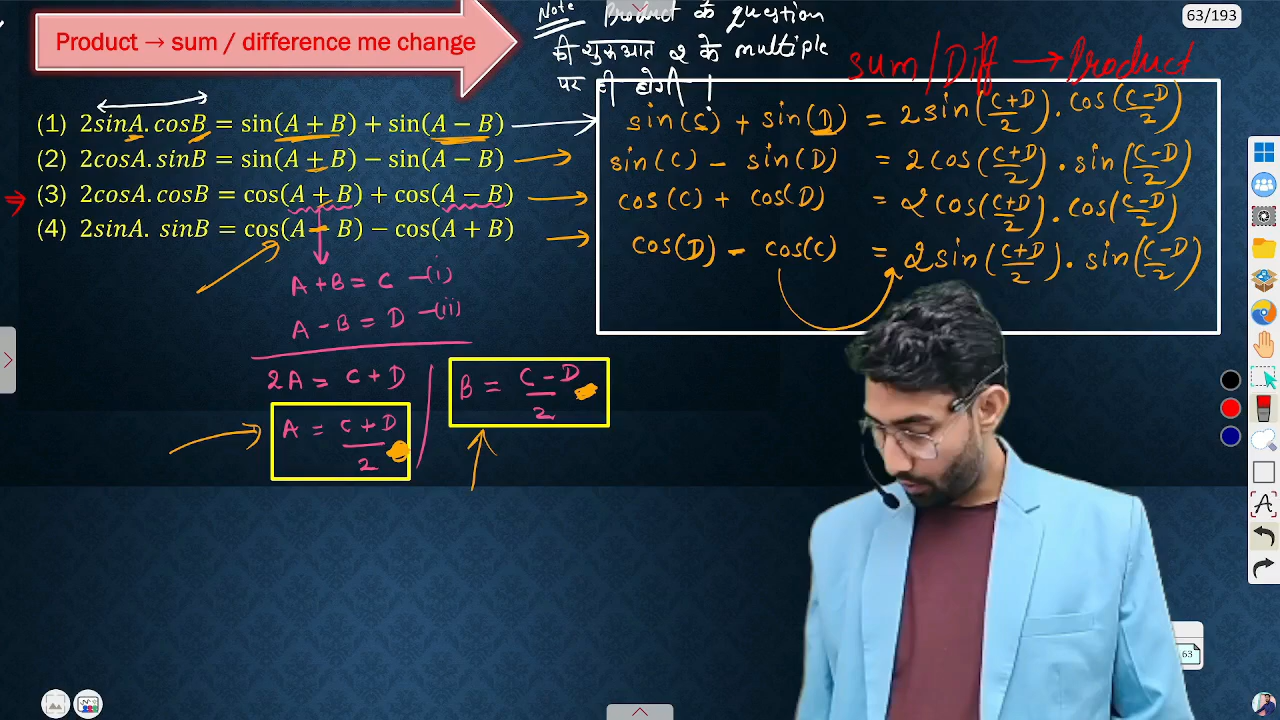 Product → sum / difference me change
Note Product के question
की शुरुआत 2 के multiple
पर ही होगी !
63/193
sum/Diff → Product
(1) 2sinA. cosB = sin(A + B) + sin(A − B)
(2) 2cosA. sinB = sin(A + B) − sin(A − B)
(3) 2cosA. cosB = cos(A + B) + cos(A − B)
(4) 2sinA. sinB = cos(A − B) − cos(A + B)
sin(C) + sin(D) = 2sin(C+D/2) . cos(C−D/2)
sin(C) − sin(D) = 2cos(C+D/2) . sin(C−D/2)
cos(C) + cos(D) = 2cos(C+D/2) . cos(C−D/2)
cos(D) − cos(C) = 2sin(C+D/2) . sin(C−D/2)
A+B = C —(i)
A−B = D —(ii)
2A = C+D
A = C+D/2
B = C−D/2
63